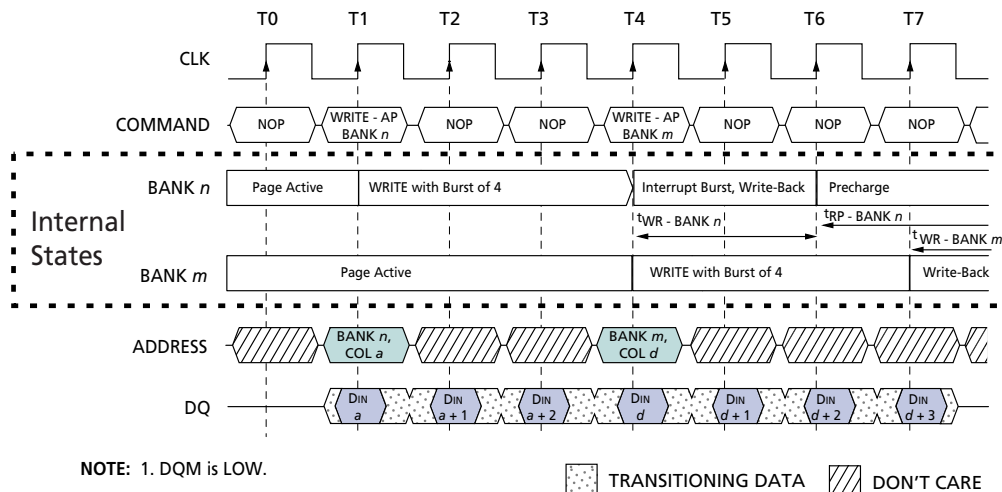 T0 T1 T2 T3 T4 T5 T6 T7
CLK
COMMAND NOP WRITE - AP BANK n NOP NOP WRITE - AP BANK m NOP NOP NOP
Internal States
BANK n Page Active WRITE with Burst of 4 Interrupt Burst, Write-Back Precharge
tWR - BANK n tRP - BANK n
tWR - BANK m
BANK m Page Active WRITE with Burst of 4 Write-Back
ADDRESS BANK n, COL a BANK m, COL d
DQ DIN a DIN a + 1 DIN a + 2 DIN d DIN d + 1 DIN d + 2 DIN d + 3
NOTE: 1. DQM is LOW.
TRANSITIONING DATA DON'T CARE